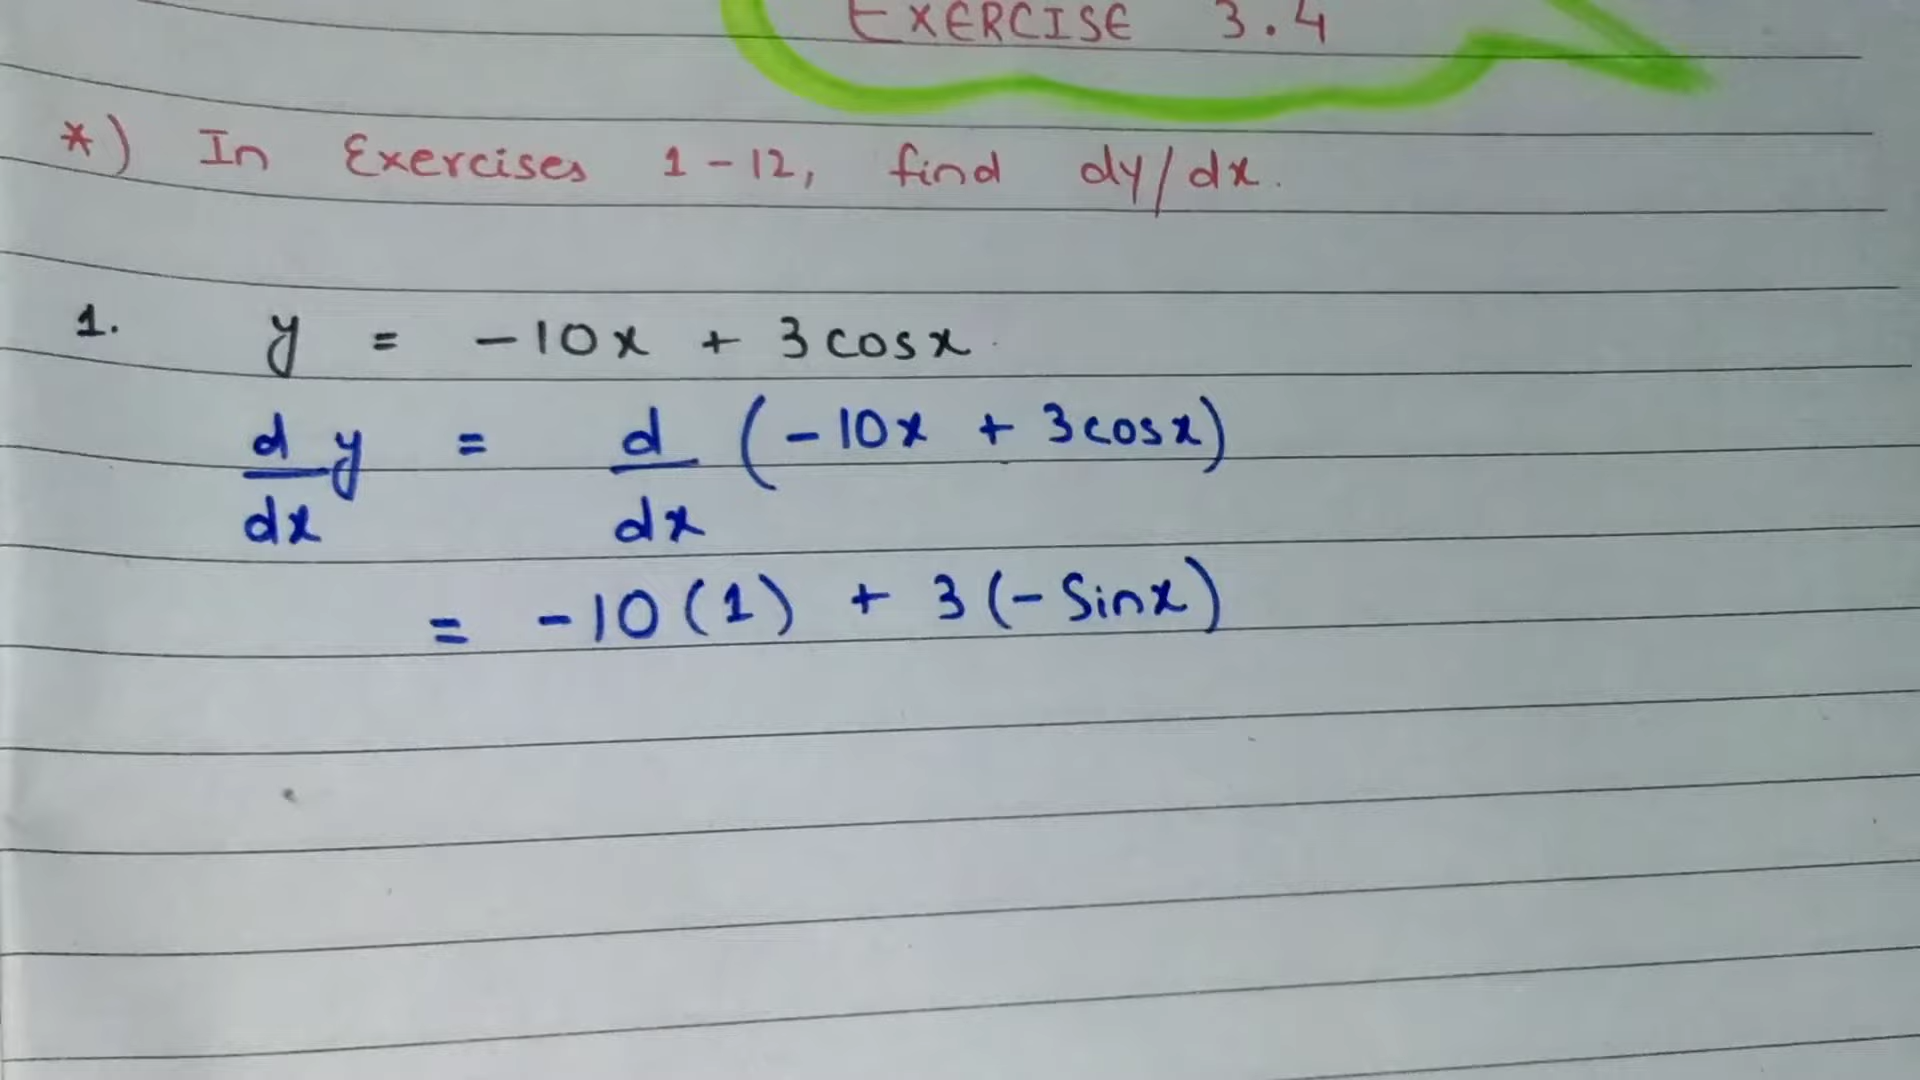 EXERCISE 3.4
*) In Exercises 1-12, find dy/dx.
1. y = -10x + 3cosx
d/dx y = d/dx (-10x + 3cosx)
= -10(1) + 3(-Sinx)